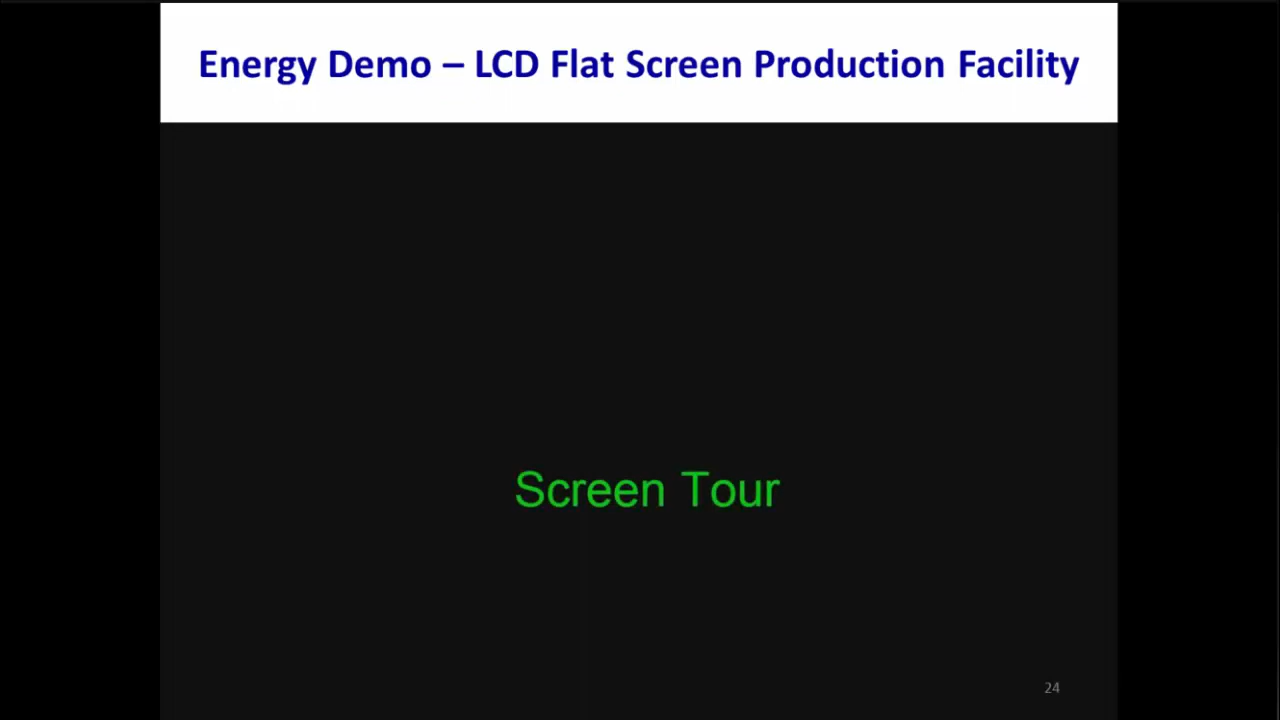 Energy Demo – LCD Flat Screen Production Facility
Screen Tour
24